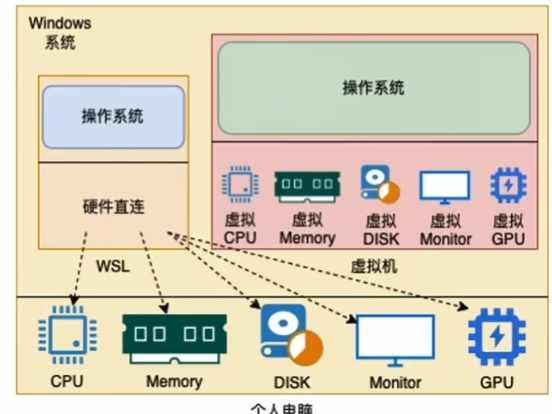 Windows
系统
操作系统
硬件直连
WSL
操作系统
虚拟
CPU
虚拟
Memory
虚拟
DISK
虚拟
Monitor
虚拟
GPU
虚拟机
CPU
Memory
DISK
Monitor
GPU
个人电脑